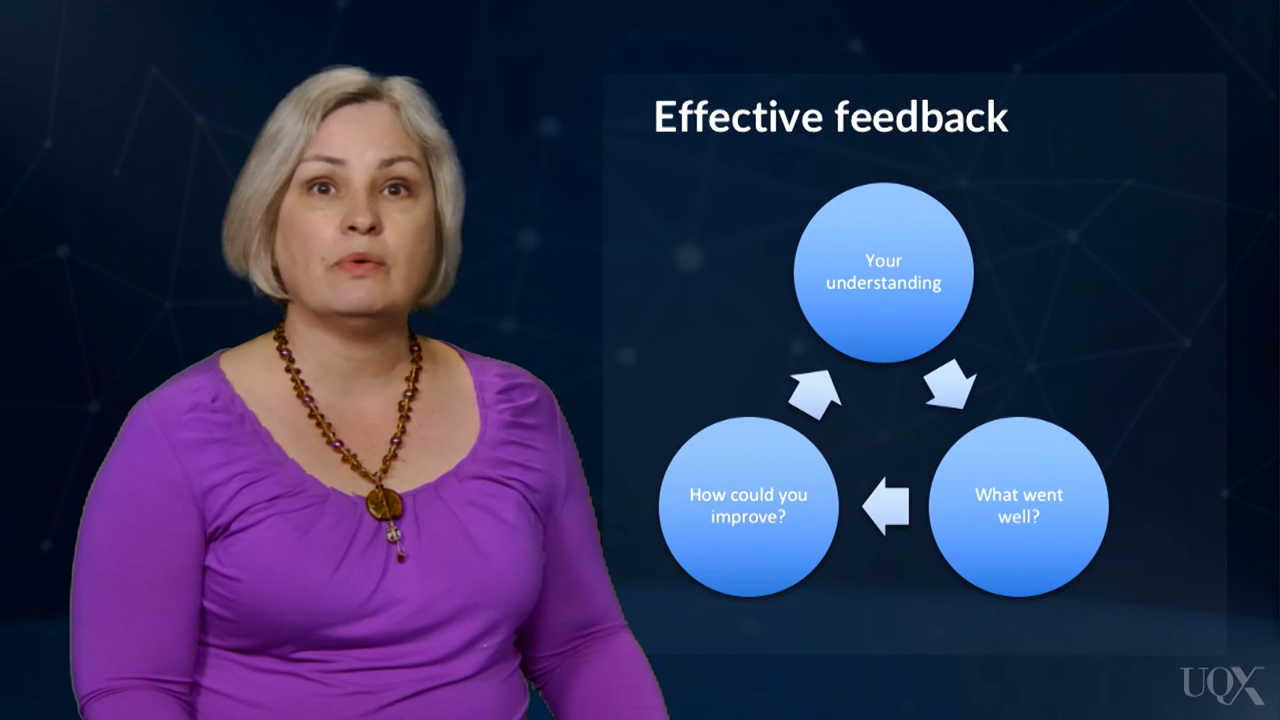 Effective feedback
Your
understanding
How could you
improve?
What went
well?
UQX